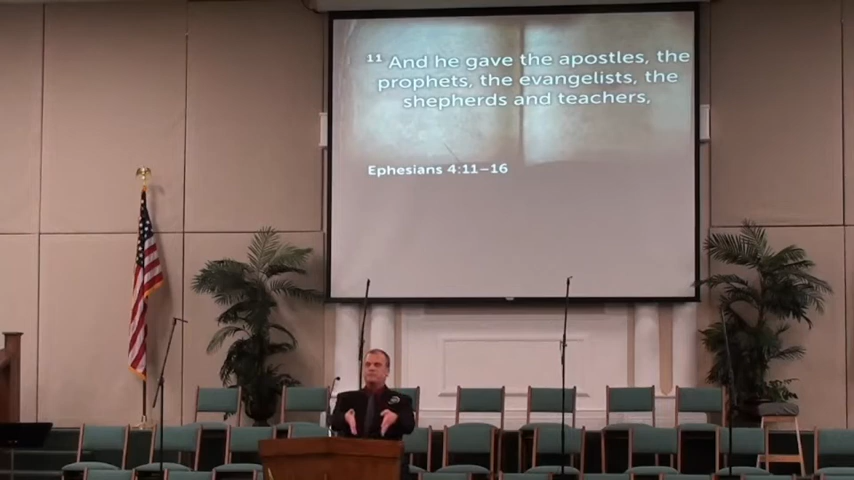 11 And he gave the apostles, the
prophets, the evangelists, the
shepherds and teachers,
Ephesians 4:11–16